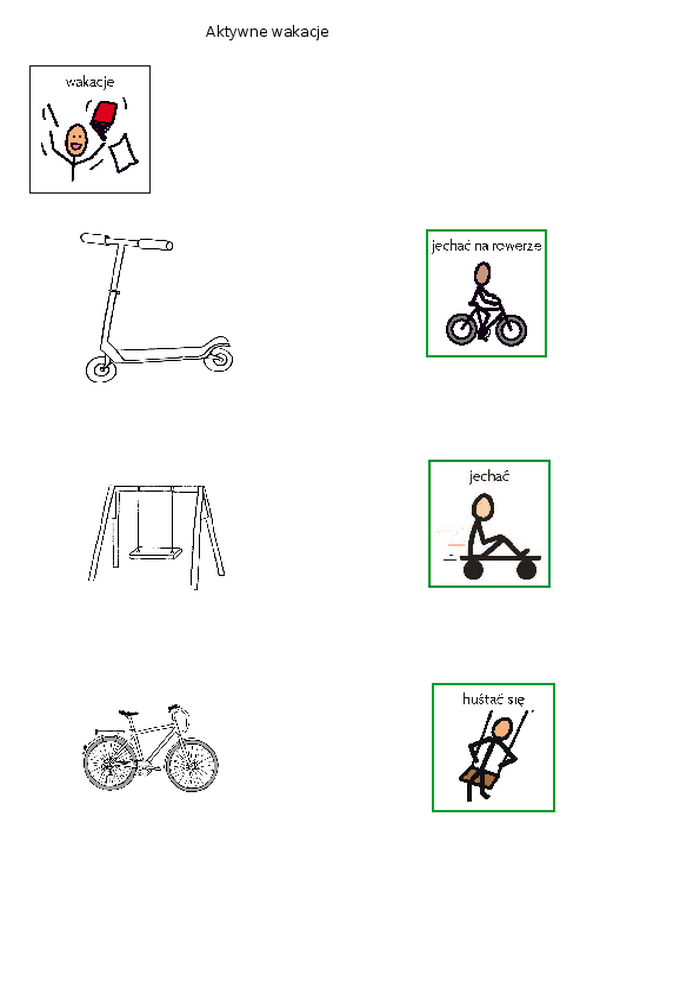 Aktywne wakacje
wakacje
jechać na rowerze
jechać
huśtać się